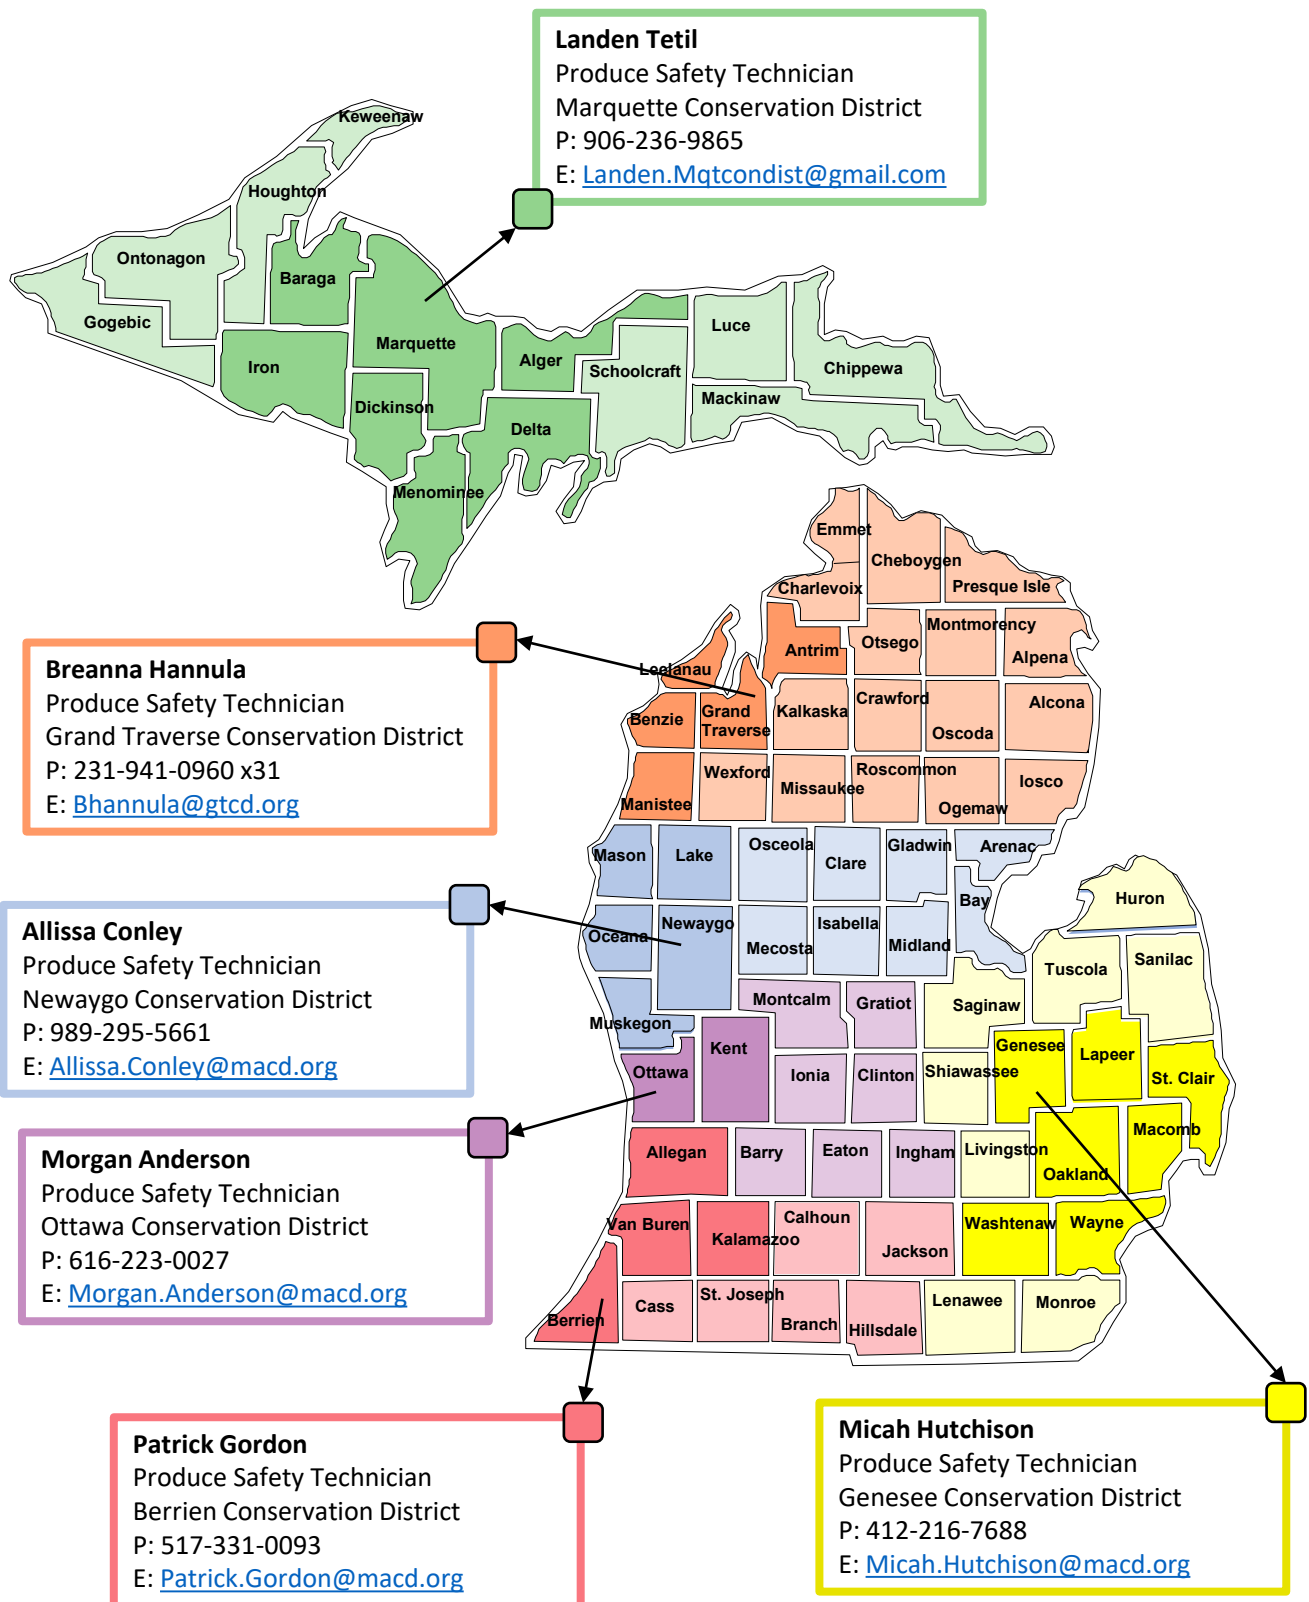 Landen Tetil
Produce Safety Technician
Marquette Conservation District
P: 906-236-9865
E: Landen.Mqtcondist@gmail.com
Keweenaw
Houghton
Ontonagon
Baraga
Gogebic
Marquette
Iron
Alger
Schoolcraft
Luce
Chippewa
Mackinaw
Dickinson
Delta
Menominee
Emmet
Cheboygen
Presque Isle
Charlevoix
Antrim
Otsego
Montmorency
Alpena
Leelanau
Benzie
Grand
Traverse
Kalkaska
Crawford
Oscoda
Alcona
Manistee
Wexford
Missaukee
Roscommon
Ogemaw
Iosco
Breanna Hannula
Produce Safety Technician
Grand Traverse Conservation District
P: 231-941-0960 x31
E: Bhannula@gtcd.org
Mason
Lake
Osceola
Clare
Gladwin
Arenac
Oceana
Newaygo
Mecosta
Isabella
Midland
Bay
Huron
Allissa Conley
Produce Safety Technician
Newaygo Conservation District
P: 989-295-5661
E: Allissa.Conley@macd.org
Muskegon
Montcalm
Gratiot
Saginaw
Tuscola
Sanilac
Ottawa
Kent
Ionia
Clinton
Shiawassee
Genesee
Lapeer
St. Clair
Morgan Anderson
Produce Safety Technician
Ottawa Conservation District
P: 616-223-0027
E: Morgan.Anderson@macd.org
Allegan
Barry
Eaton
Ingham
Livingston
Oakland
Macomb
Van Buren
Kalamazoo
Calhoun
Jackson
Washtenaw
Wayne
Berrien
Cass
St. Joseph
Branch
Hillsdale
Lenawee
Monroe
Patrick Gordon
Produce Safety Technician
Berrien Conservation District
P: 517-331-0093
E: Patrick.Gordon@macd.org
Micah Hutchison
Produce Safety Technician
Genesee Conservation District
P: 412-216-7688
E: Micah.Hutchison@macd.org